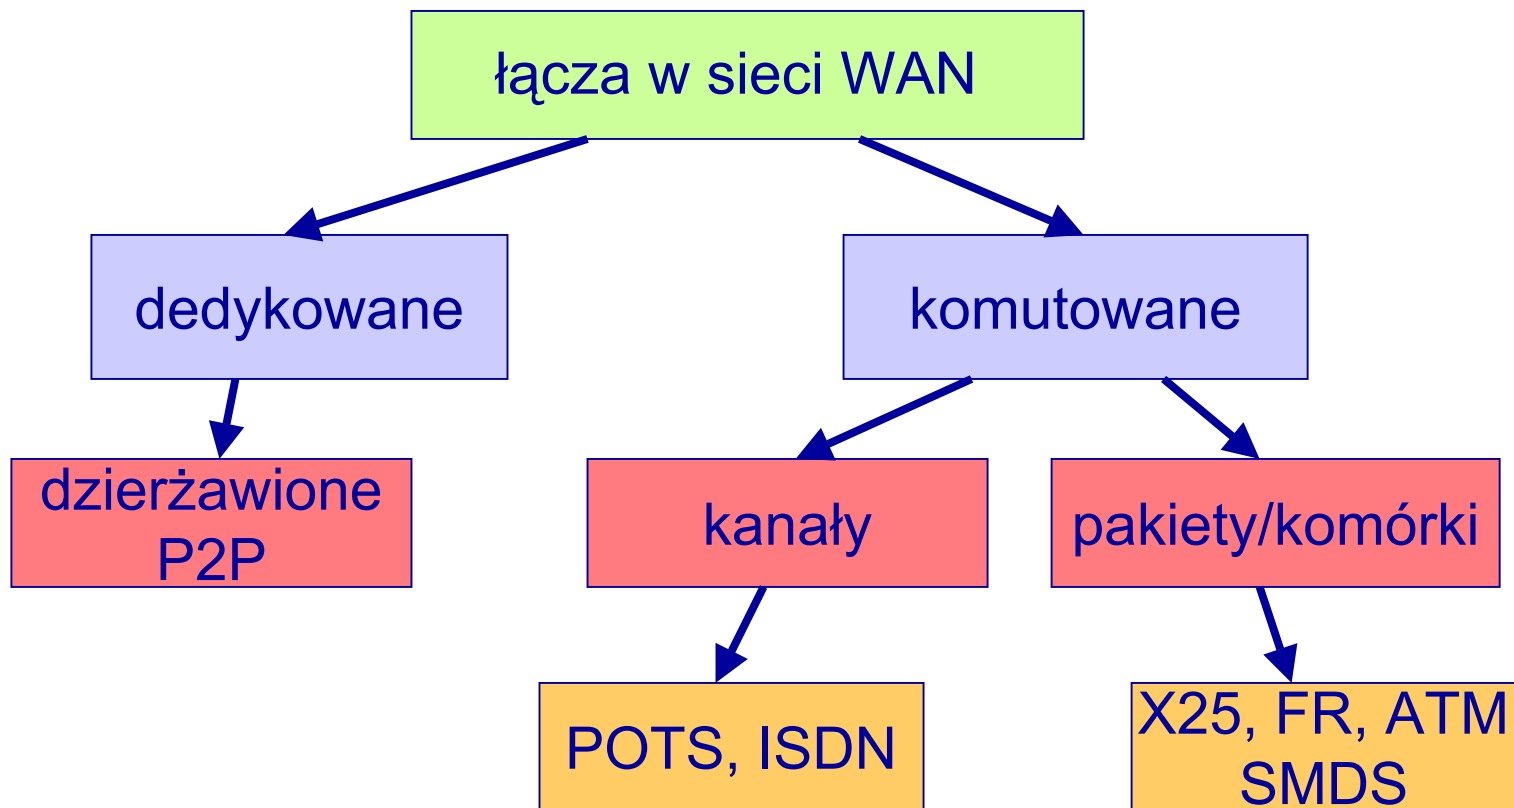 łącza w sieci WAN
dedykowane
komutowane
dzierżawione
P2P
kanały
pakiety/komórki
POTS, ISDN
X25, FR, ATM
SMDS